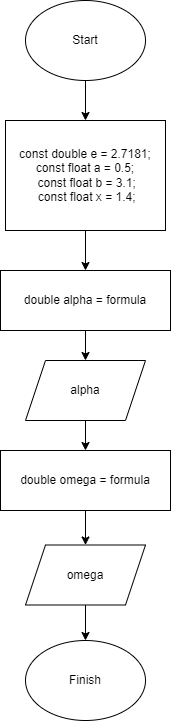 Start
const double e = 2.7181;
const float a = 0.5;
const float b = 3.1;
const float x = 1.4;
double alpha = formula
alpha
double omega = formula
omega
Finish